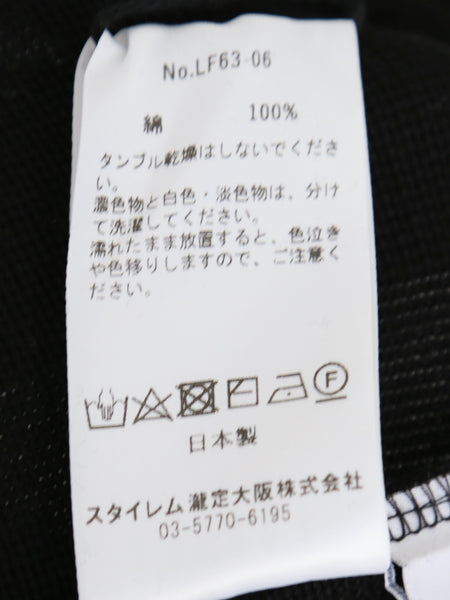 No.LF63-06
綿 100%
タンブル乾燥はしないでくださ
い。
濃色物と白色・淡色物は、分け
て洗濯してください。
濡れたまま放置すると、色泣き
や色移りしますので、ご注意く
ださい。
F
日本製
スタイレム瀧定大阪株式会社
03-5770-6195